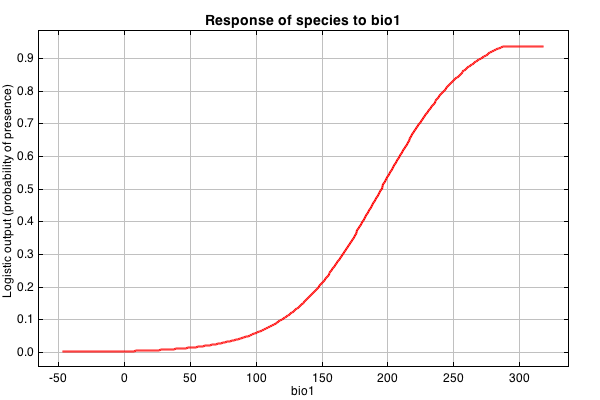 Response of species to bio1
Logistic output (probability of presence)
0.9
0.8
0.7
0.6
0.5
0.4
0.3
0.2
0.1
0.0
-50 0 50 100 150 200 250 300
bio1